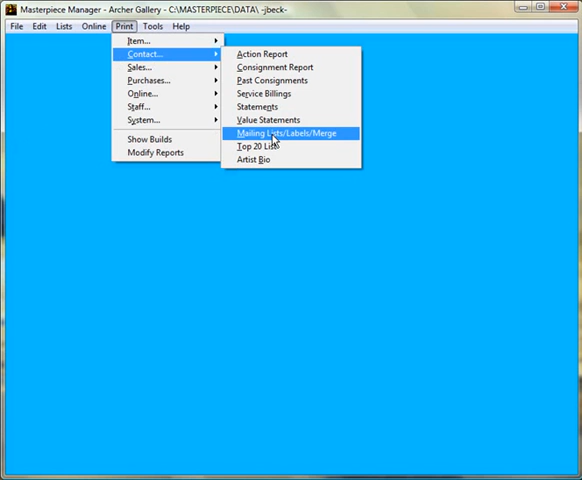 Masterpiece Manager - Archer Gallery - C:\MASTERPIECE\DATA\ -jbeck-
File Edit Lists Online Print Tools Help
Item...
Contact...
Sales...
Purchases...
Online...
Staff...
System...
Show Builds
Modify Reports
Action Report
Consignment Report
Past Consignments
Service Billings
Statements
Value Statements
Mailing Lists/Labels/Merge
Top 20 List
Artist Bio